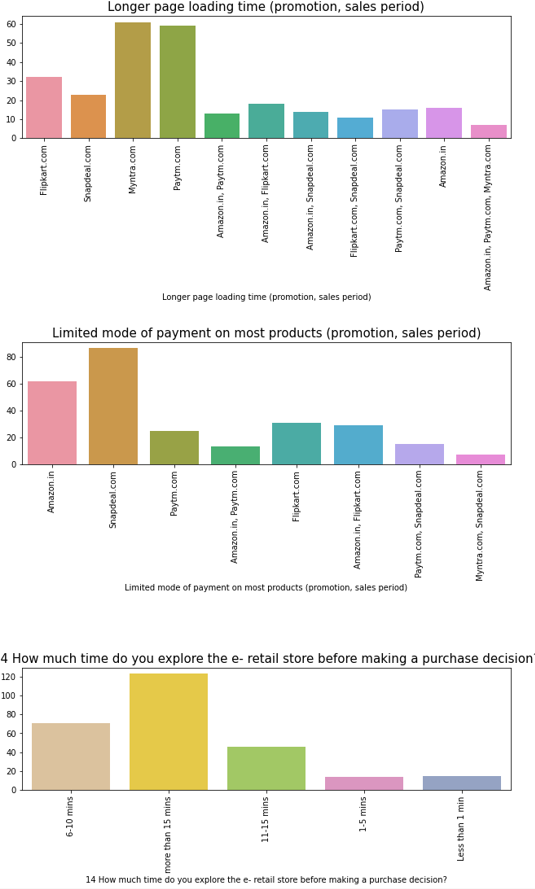 Longer page loading time (promotion, sales period)
60
50
40
30
20
10
0
Flipkart.com
Snapdeal.com
Myntra.com
Paytm.com
Amazon.in, Paytm.com
Amazon.in, Flipkart.com
Amazon.in, Snapdeal.com
Flipkart.com, Snapdeal.com
Paytm.com, Snapdeal.com
Amazon.in
Amazon.in, Paytm.com, Myntra.com
Longer page loading time (promotion, sales period)
Limited mode of payment on most products (promotion, sales period)
80
60
40
20
0
Amazon.in
Snapdeal.com
Paytm.com
Amazon.in, Paytm.com
Flipkart.com
Amazon.in, Flipkart.com
Paytm.com, Snapdeal.com
Myntra.com, Snapdeal.com
Limited mode of payment on most products (promotion, sales period)
4 How much time do you explore the e- retail store before making a purchase decision?
120
100
80
60
40
20
0
6-10 mins
more than 15 mins
11-15 mins
1-5 mins
Less than 1 min
14 How much time do you explore the e- retail store before making a purchase decision?